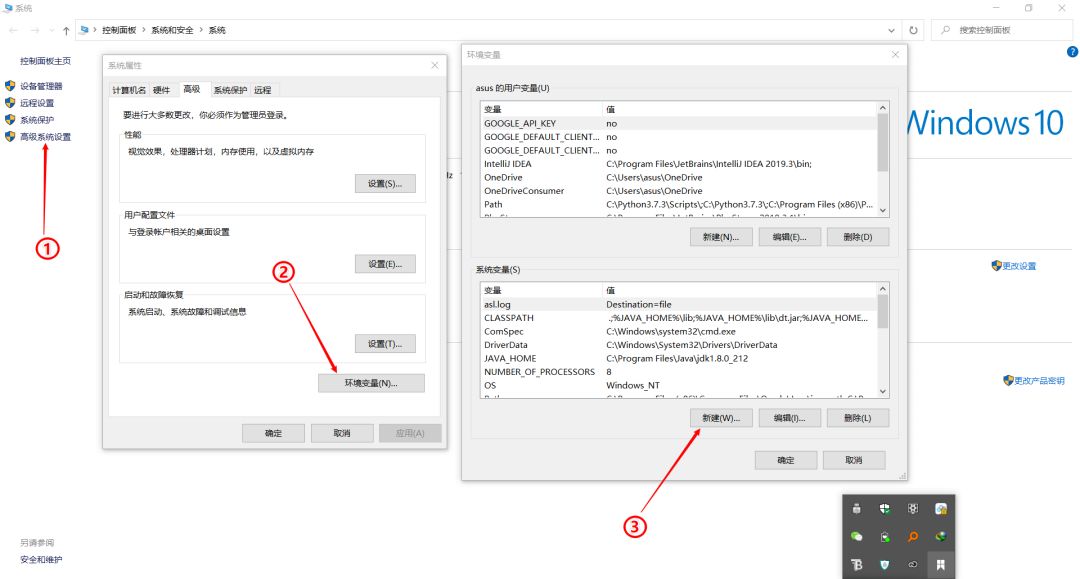 系统
控制面板 › 系统和安全 › 系统
搜索控制面板
控制面板主页
设备管理器
远程设置
系统保护
高级系统设置
①
另请参阅
安全和维护
系统属性
计算机名 硬件 高级 系统保护 远程
要进行大多数更改，你必须作为管理员登录。
性能
视觉效果，处理器计划，内存使用，以及虚拟内存
设置(S)...
用户配置文件
与登录帐户相关的桌面设置
设置(E)...
②
启动和故障恢复
系统启动、系统故障和调试信息
设置(T)...
环境变量(N)...
确定 取消 应用(A)
环境变量
asus 的用户变量(U)
变量 值
GOOGLE_API_KEY no
GOOGLE_DEFAULT_CLIENT... no
GOOGLE_DEFAULT_CLIENT... no
IntelliJ IDEA C:\Program Files\JetBrains\IntelliJ IDEA 2019.3\bin;
OneDrive C:\Users\asus\OneDrive
OneDriveConsumer C:\Users\asus\OneDrive
Path C:\Python3.7.3\Scripts\;C:\Python3.7.3\;C:\Program Files (x86)\P...
新建(N)... 编辑(E)... 删除(D)
系统变量(S)
变量 值
asl.log Destination=file
CLASSPATH .;%JAVA_HOME%\lib;%JAVA_HOME%\lib\dt.jar;%JAVA_HOME...
ComSpec C:\Windows\system32\cmd.exe
DriverData C:\Windows\System32\Drivers\DriverData
JAVA_HOME C:\Program Files\Java\jdk1.8.0_212
NUMBER_OF_PROCESSORS 8
OS Windows_NT
新建(W)... 编辑(I)... 删除(L)
确定 取消
③
Windows 10
更改设置
更改产品密钥